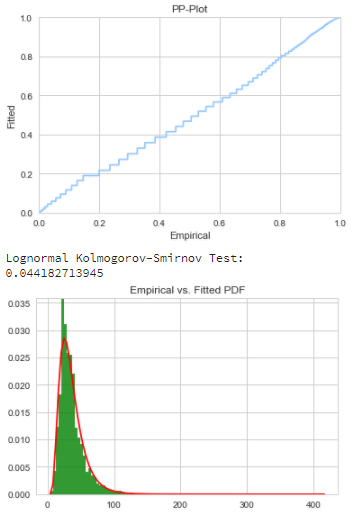 PP-Plot
1.0
0.8
0.6
0.4
0.2
0.0
Fitted
0.0 0.2 0.4 0.6 0.8 1.0
Empirical
Lognormal Kolmogorov-Smirnov Test:
0.044182713945
Empirical vs. Fitted PDF
0.035
0.030
0.025
0.020
0.015
0.010
0.005
0.000
0 100 200 300 400